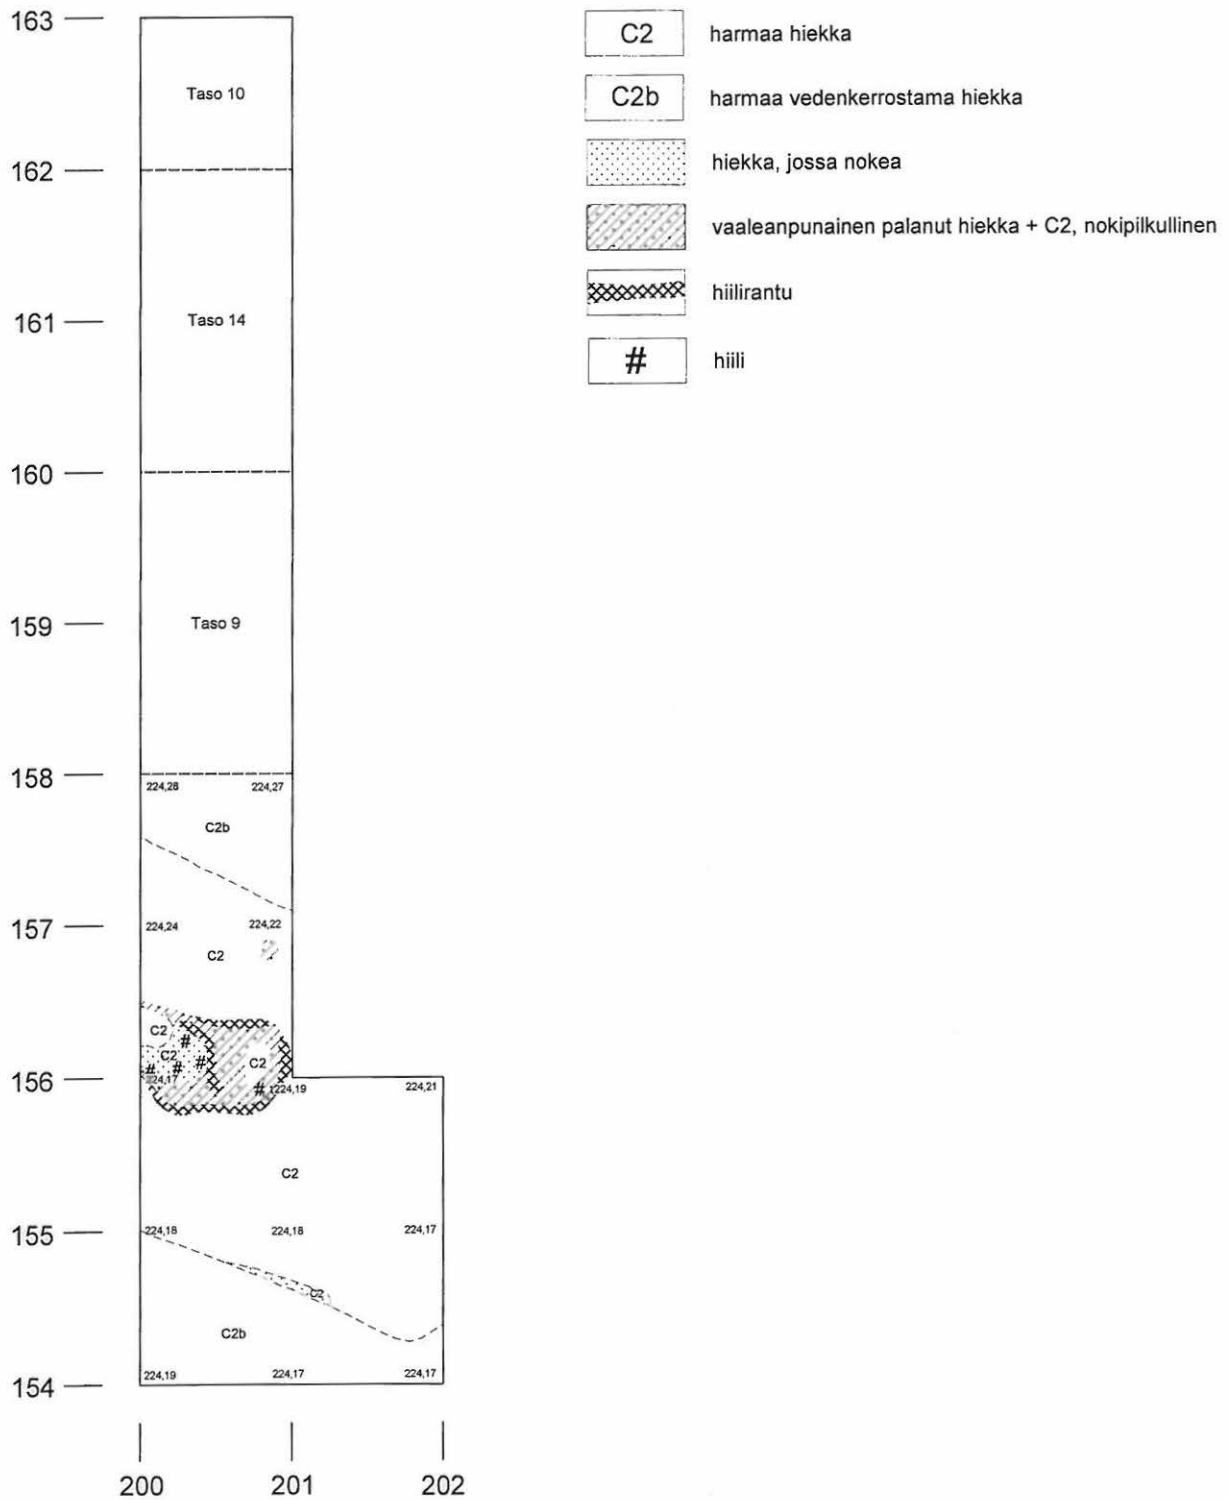 163
162
161
160
159
158
157
156
155
154
200 201 202
Taso 10
Taso 14
Taso 9
224,28 224,27
C2b
224,24 224,22
C2
C2
C2
#
# # #
C2
#
224,17 224,19 224,21
C2
224,18 224,18 224,17
C2
C2b
224,19 224,17 224,17
C2 harmaa hiekka
C2b harmaa vedenkerrostama hiekka
hiekka, jossa nokea
vaaleanpunainen palanut hiekka + C2, nokipilkullinen
hiilirantu
# hiili